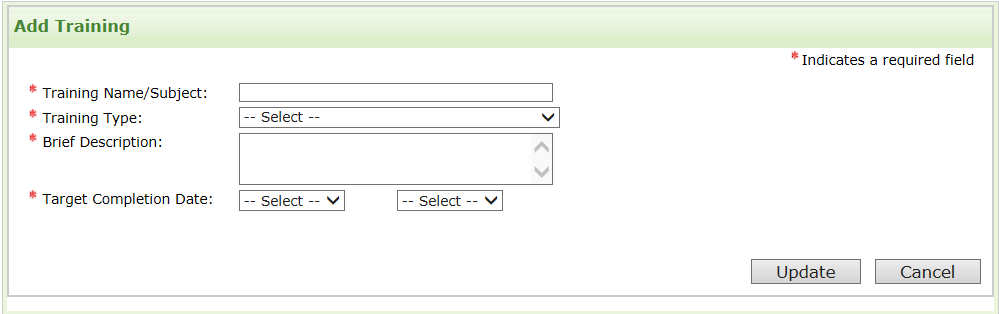 Add Training
* Indicates a required field
* Training Name/Subject:
* Training Type: -- Select --
* Brief Description:
* Target Completion Date: -- Select -- -- Select --
Update Cancel